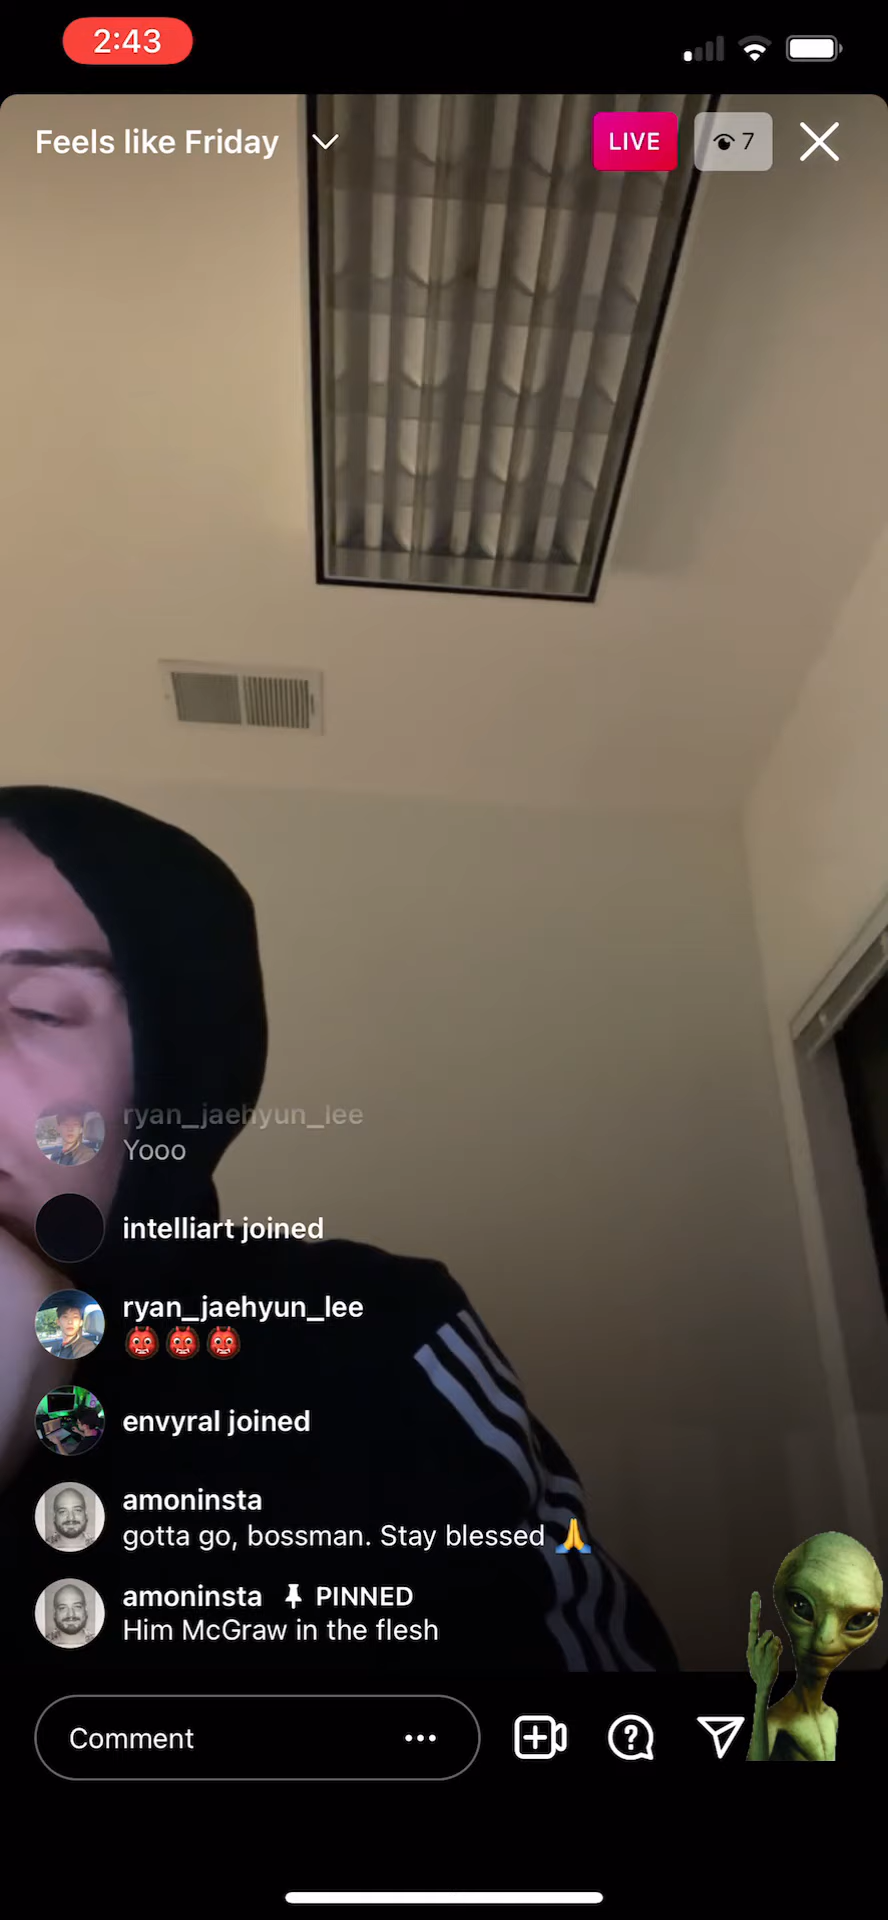 2:43
Feels like Friday
LIVE
7
ryan_jaehyun_lee
Yooo
intelliart joined
ryan_jaehyun_lee
👹👹👹
envyral joined
amoninsta
gotta go, bossman. Stay blessed 🙏
amoninsta PINNED
Him McGraw in the flesh
Comment